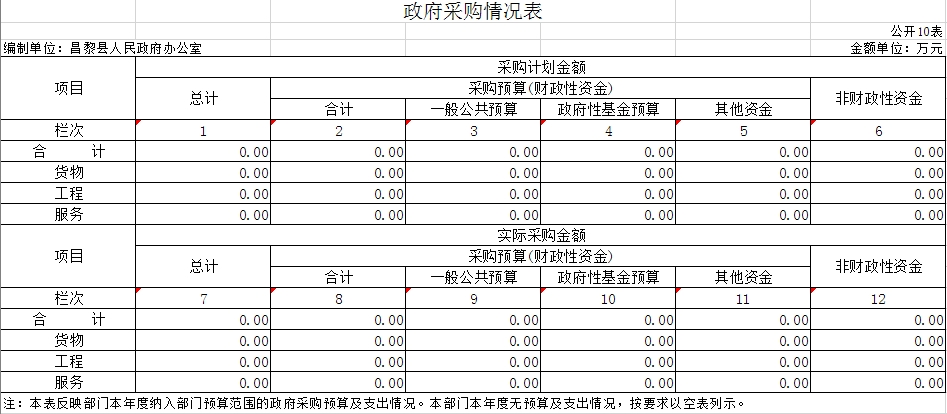 政府采购情况表
公开10表
编制单位：昌黎县人民政府办公室 金额单位：万元
项目 采购计划金额
总计 采购预算(财政性资金) 非财政性资金
合计 一般公共预算 政府性基金预算 其他资金
栏次 1 2 3 4 5 6
合 计 0.00 0.00 0.00 0.00 0.00 0.00
货物 0.00 0.00 0.00 0.00 0.00 0.00
工程 0.00 0.00 0.00 0.00 0.00 0.00
服务 0.00 0.00 0.00 0.00 0.00 0.00
项目 实际采购金额
总计 采购预算(财政性资金) 非财政性资金
合计 一般公共预算 政府性基金预算 其他资金
栏次 7 8 9 10 11 12
合 计 0.00 0.00 0.00 0.00 0.00 0.00
货物 0.00 0.00 0.00 0.00 0.00 0.00
工程 0.00 0.00 0.00 0.00 0.00 0.00
服务 0.00 0.00 0.00 0.00 0.00 0.00
注：本表反映部门本年度纳入部门预算范围的政府采购预算及支出情况。本部门本年度无预算及支出情况，按要求以空表列示。